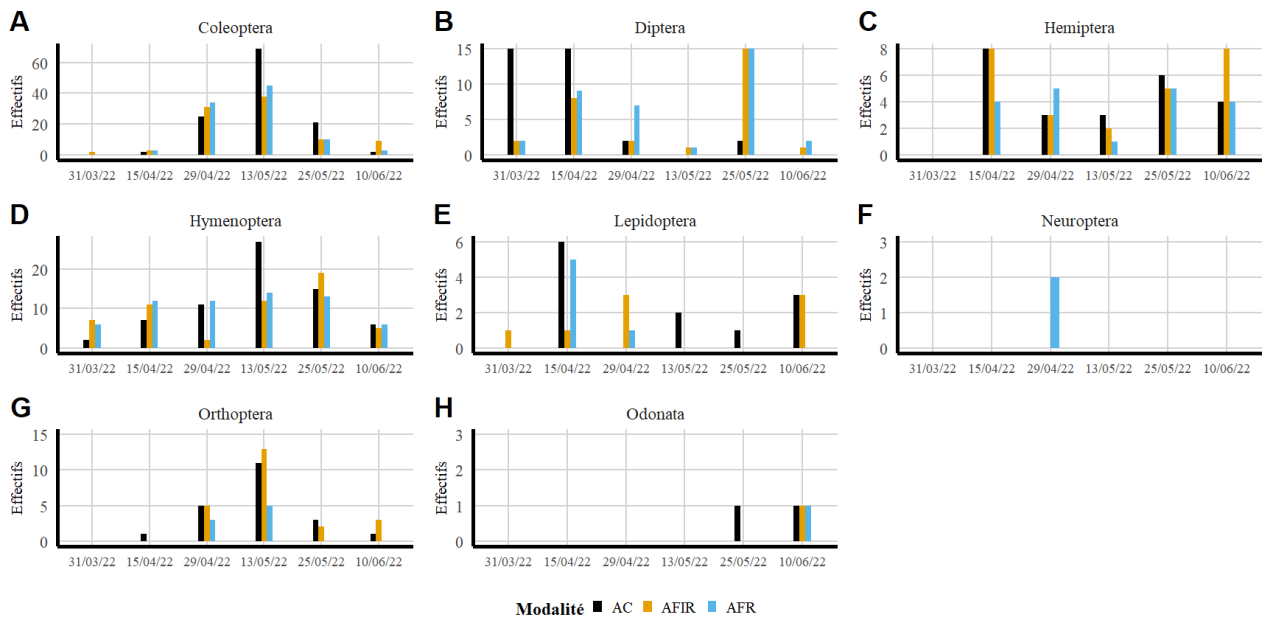 A
Coleoptera
Effectifs
60
40
20
0
31/03/22 15/04/22 29/04/22 13/05/22 25/05/22 10/06/22
B
Diptera
Effectifs
15
10
5
0
31/03/22 15/04/22 29/04/22 13/05/22 25/05/22 10/06/22
C
Hemiptera
Effectifs
8
6
4
2
0
31/03/22 15/04/22 29/04/22 13/05/22 25/05/22 10/06/22
D
Hymenoptera
Effectifs
20
10
0
31/03/22 15/04/22 29/04/22 13/05/22 25/05/22 10/06/22
E
Lepidoptera
Effectifs
6
4
2
0
31/03/22 15/04/22 29/04/22 13/05/22 25/05/22 10/06/22
F
Neuroptera
Effectifs
3
2
1
0
31/03/22 15/04/22 29/04/22 13/05/22 25/05/22 10/06/22
G
Orthoptera
Effectifs
15
10
5
0
31/03/22 15/04/22 29/04/22 13/05/22 25/05/22 10/06/22
H
Odonata
Effectifs
3
2
1
0
31/03/22 15/04/22 29/04/22 13/05/22 25/05/22 10/06/22
Modalité AC AFIR AFR